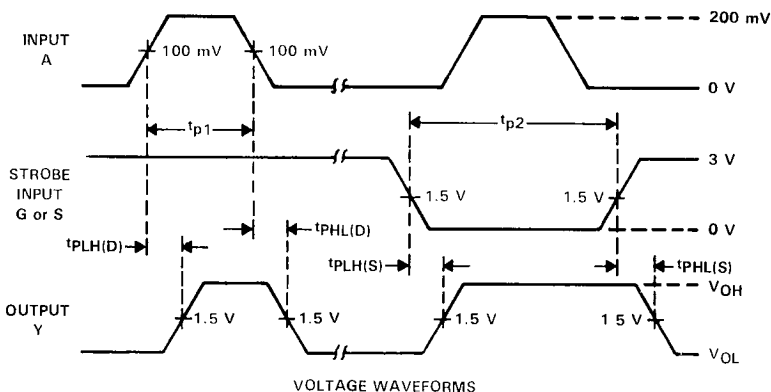 INPUT
A
100 mV
100 mV
200 mV
0 V
tp1
tp2
STROBE
INPUT
G or S
1.5 V
1.5 V
3 V
0 V
tPLH(D)
tPHL(D)
tPLH(S)
tPHL(S)
OUTPUT
Y
1.5 V
1.5 V
1.5 V
1 5 V
VOH
VOL
VOLTAGE WAVEFORMS